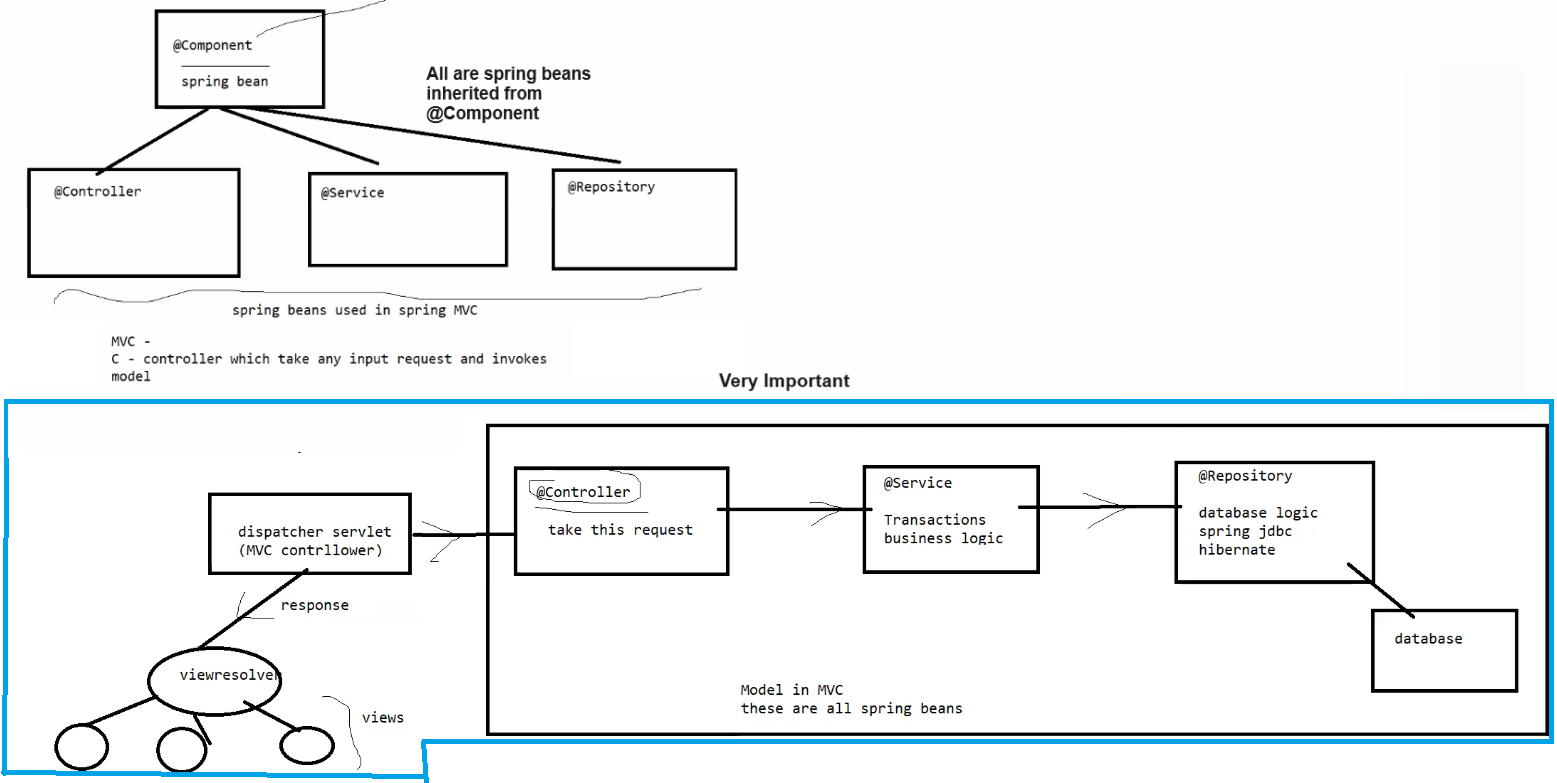 @Component
spring bean
All are spring beans
inherited from
@Component
@Controller
@Service
@Repository
spring beans used in spring MVC
MVC -
C - controller which take any input request and invokes
model
Very Important
dispatcher servlet
(MVC contrllower)
@Controller
take this request
@Service
Transactions
business logic
@Repository
database logic
spring jdbc
hibernate
response
database
viewresolver
views
Model in MVC
these are all spring beans